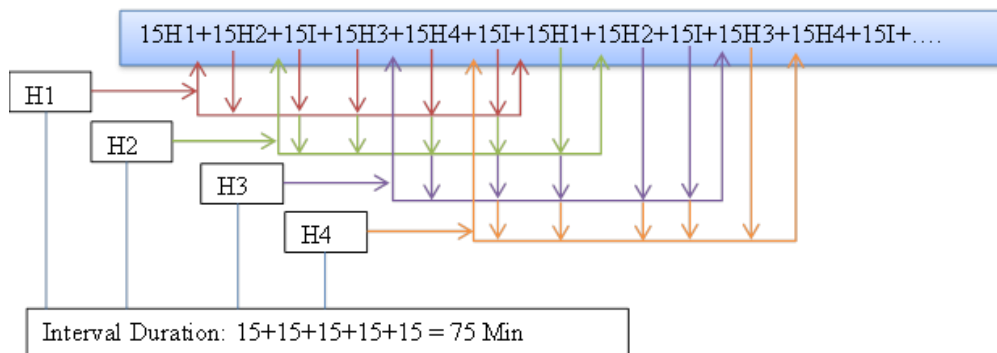 15H1+15H2+15I+15H3+15H4+15I+15H1+15H2+15I+15H3+15H4+15I+....
H1
H2
H3
H4
Interval Duration: 15+15+15+15+15 = 75 Min